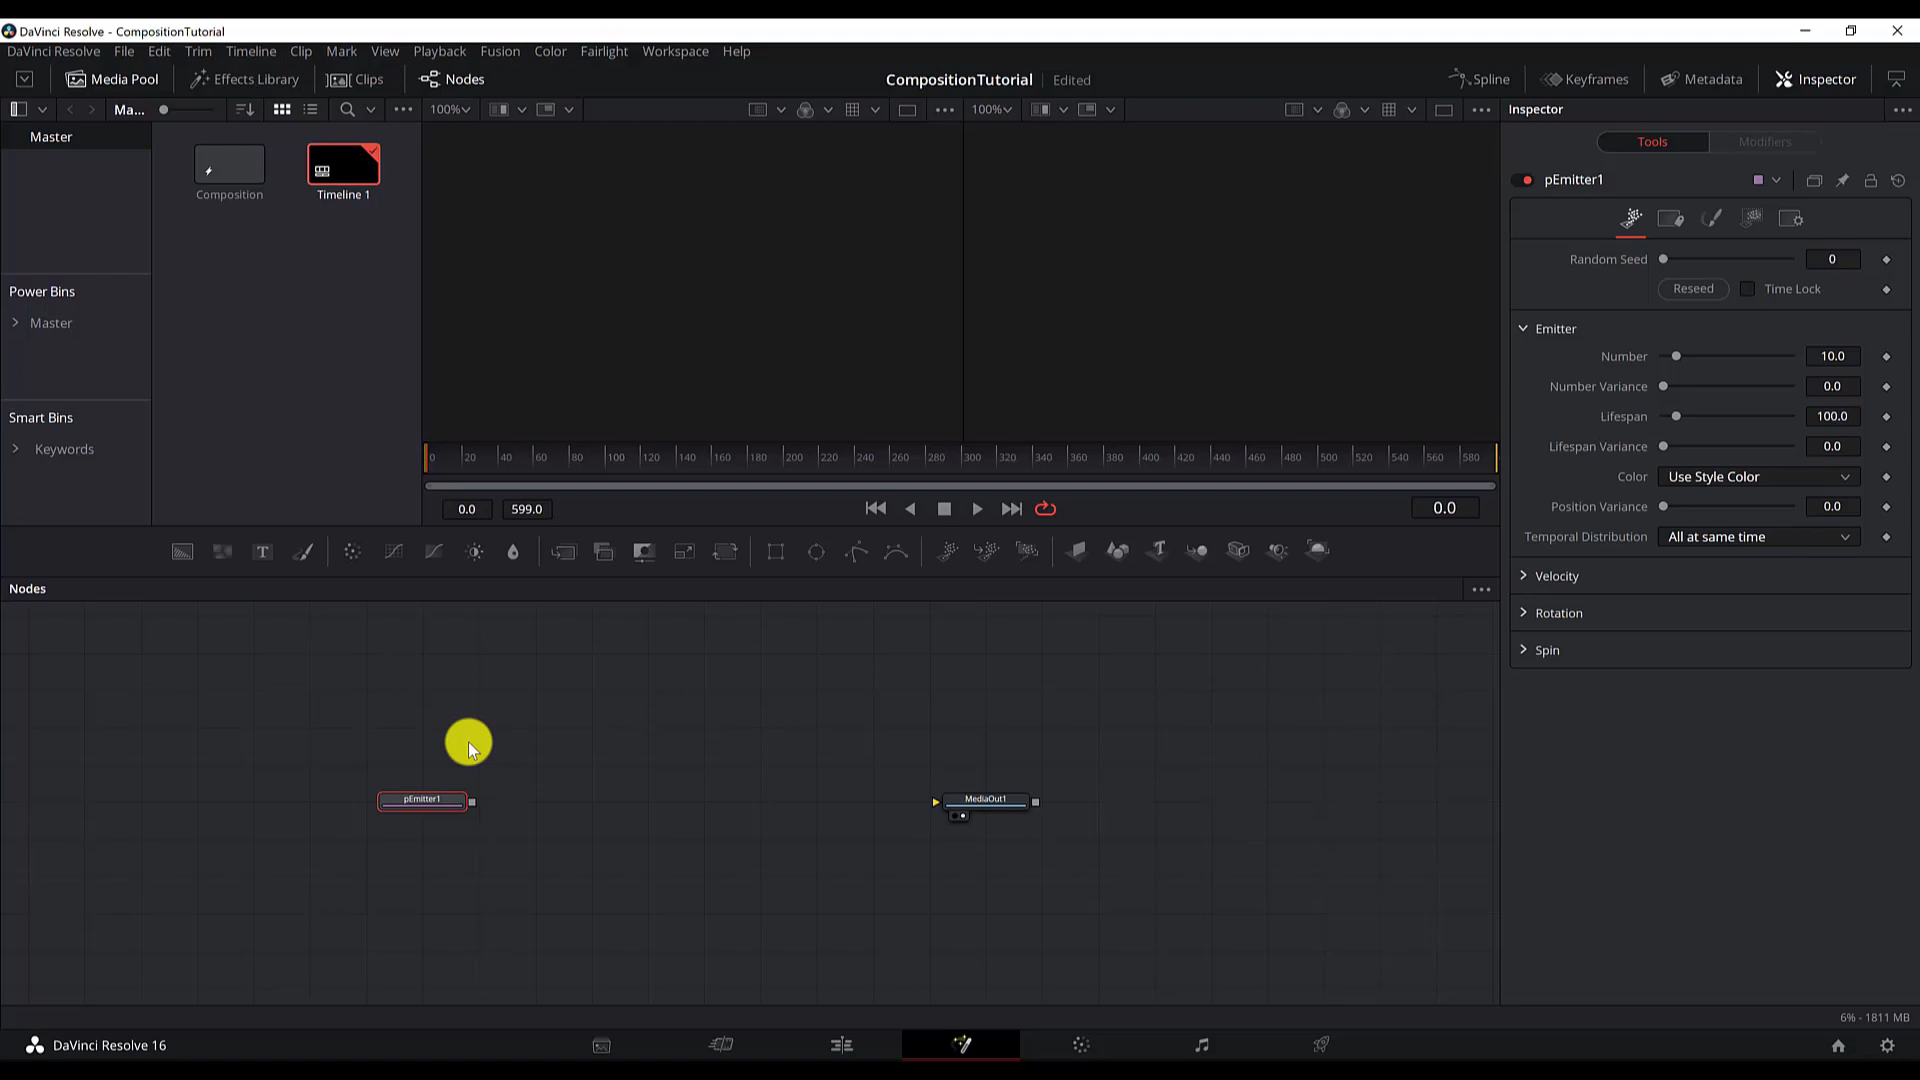 DaVinci Resolve - CompositionTutorial
DaVinci Resolve File Edit Trim Timeline Clip Mark View Playback Fusion Color Fairlight Workspace Help
Media Pool Effects Library Clips Nodes CompositionTutorial Edited Spline Keyframes Metadata Inspector
Ma... 100% 100% Inspector
Master
Composition
Timeline 1
Power Bins
Master
Smart Bins
Keywords
0 20 40 60 80 100 120 140 160 180 200 220 240 260 280 300 320 340 360 380 400 420 440 460 480 500 520 540 560 580
0.0 599.0 0.0
T T
Nodes
pEmitter1
MediaOut1
Tools Modifiers
pEmitter1
Random Seed 0
Reseed Time Lock
Emitter
Number 10.0
Number Variance 0.0
Lifespan 100.0
Lifespan Variance 0.0
Color Use Style Color
Position Variance 0.0
Temporal Distribution All at same time
Velocity
Rotation
Spin
6% - 1811 MB
DaVinci Resolve 16